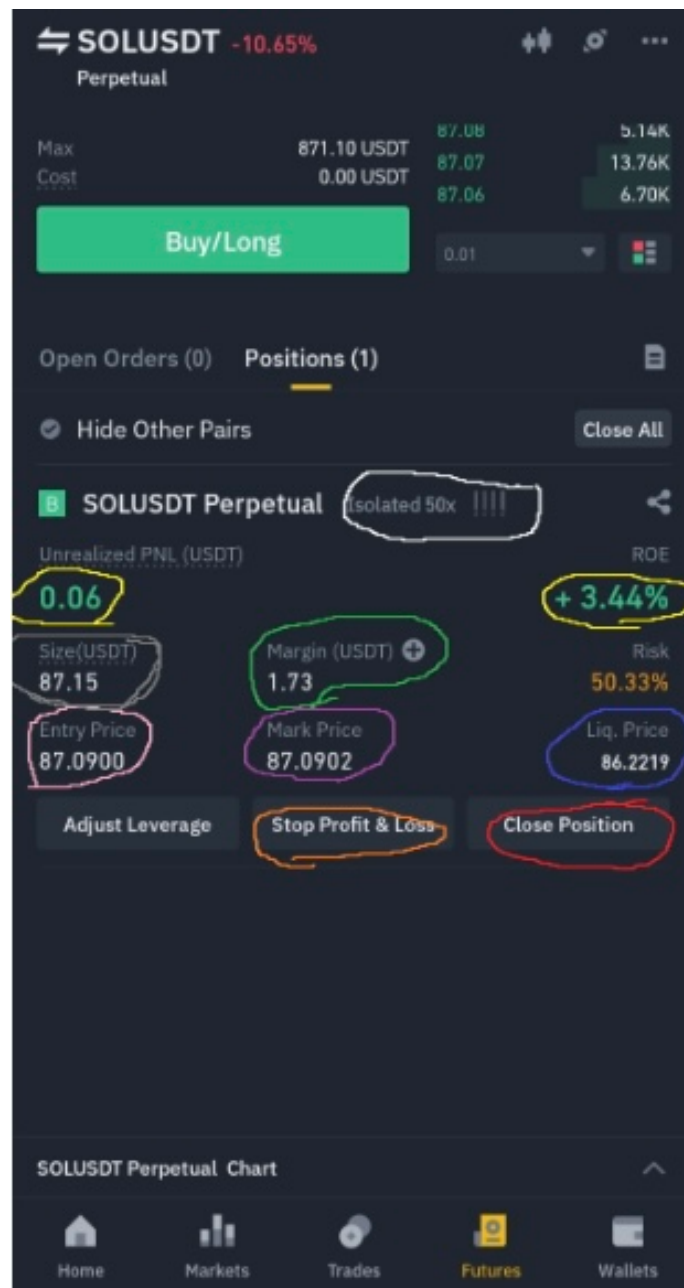 SOLUSDT -10.65%
Perpetual
87.08 5.14K
Max 871.10 USDT
87.07 13.76K
Cost 0.00 USDT
87.06 6.70K
Buy/Long
0.01
Open Orders (0) Positions (1)
Hide Other Pairs Close All
B SOLUSDT Perpetual Isolated 50x
Unrealized PNL (USDT) ROE
0.06 + 3.44%
Size(USDT) Margin (USDT) Risk
87.15 1.73 50.33%
Entry Price Mark Price Liq. Price
87.0900 87.0902 86.2219
Adjust Leverage Stop Profit & Loss Close Position
SOLUSDT Perpetual Chart
Home Markets Trades Futures Wallets